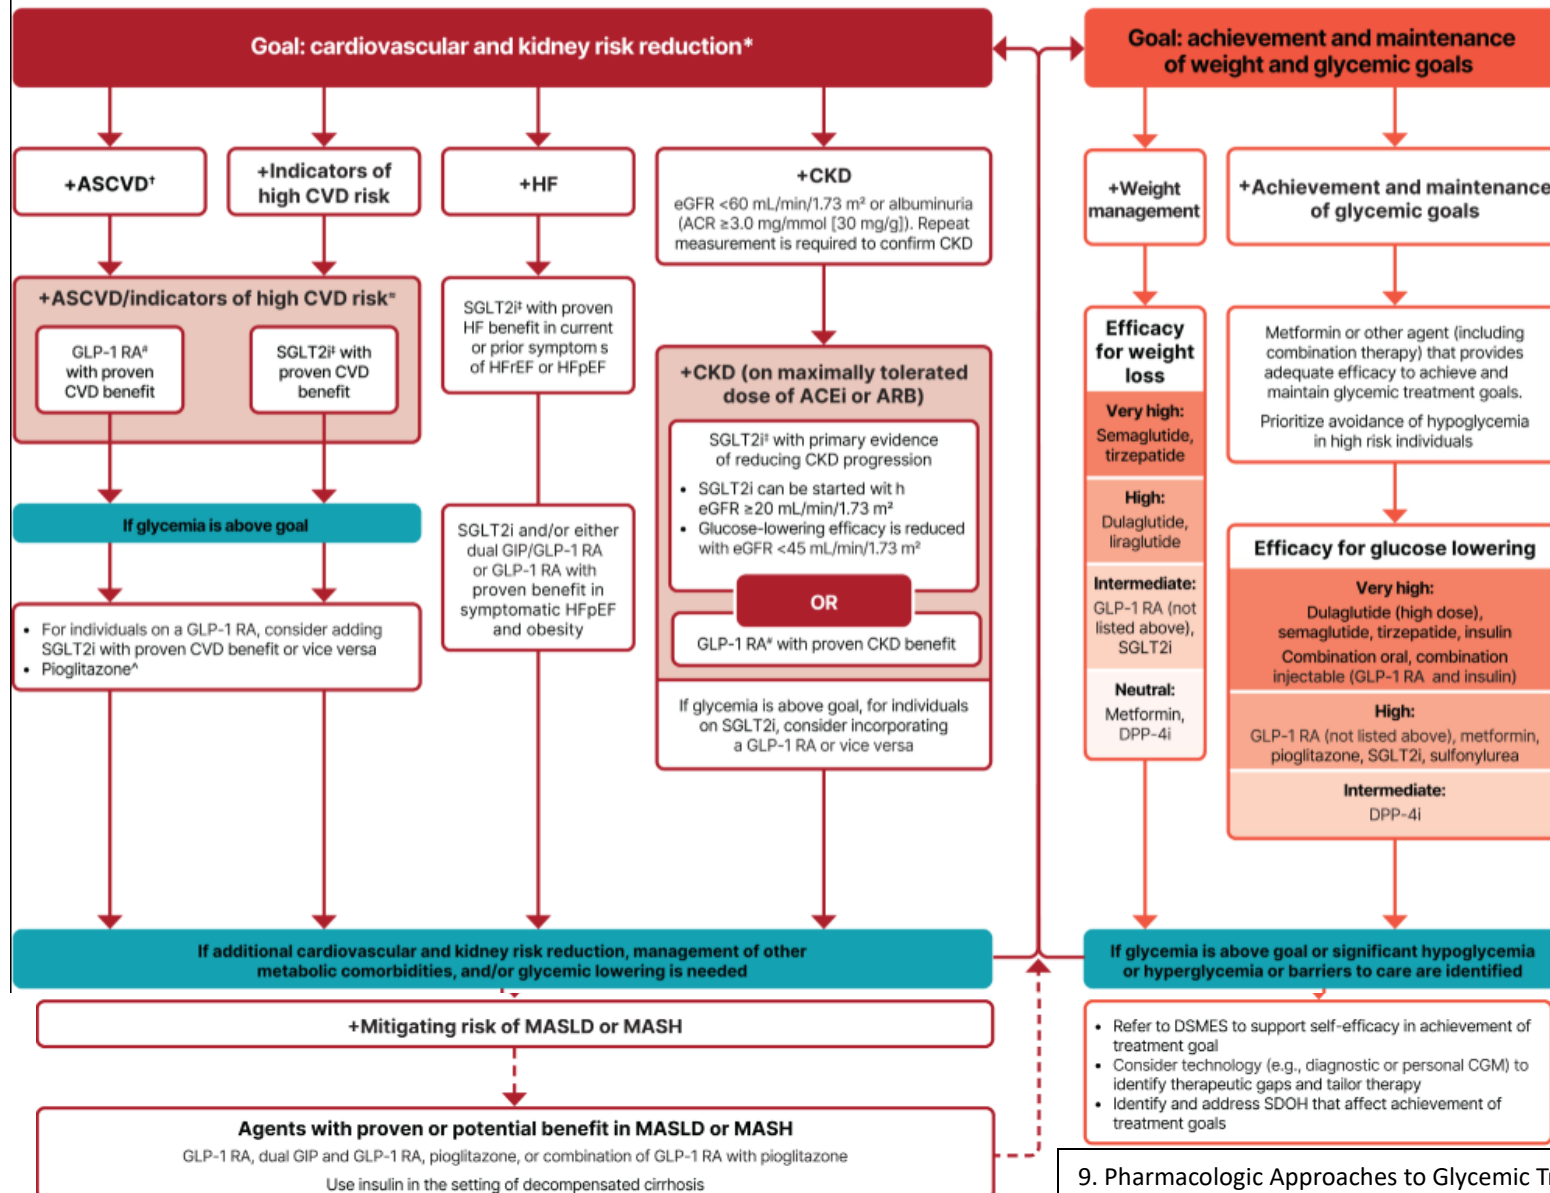 Goal: cardiovascular and kidney risk reduction*
+ASCVD†
+Indicators of
high CVD risk
+HF
+CKD
eGFR <60 mL/min/1.73 m² or albuminuria
(ACR ≥3.0 mg/mmol [30 mg/g]). Repeat
measurement is required to confirm CKD
+ASCVD/indicators of high CVD risk¤
GLP-1 RA#
with proven
CVD benefit
SGLT2i‡ with
proven CVD
benefit
SGLT2i‡ with proven
HF benefit in current
or prior symptom s
of HFrEF or HFpEF
+CKD (on maximally tolerated
dose of ACEi or ARB)
SGLT2i‡ with primary evidence
of reducing CKD progression
• SGLT2i can be started wit h
eGFR ≥20 mL/min/1.73 m²
• Glucose-lowering efficacy is reduced
with eGFR <45 mL/min/1.73 m²
OR
GLP-1 RA# with proven CKD benefit
If glycemia is above goal, for individuals
on SGLT2i, consider incorporating
a GLP-1 RA or vice versa
If glycemia is above goal
• For individuals on a GLP-1 RA, consider adding
SGLT2i with proven CVD benefit or vice versa
• Pioglitazone^
SGLT2i and/or either
dual GIP/GLP-1 RA
or GLP-1 RA with
proven benefit in
symptomatic HFpEF
and obesity
If additional cardiovascular and kidney risk reduction, management of other
metabolic comorbidities, and/or glycemic lowering is needed
+Mitigating risk of MASLD or MASH
Agents with proven or potential benefit in MASLD or MASH
GLP-1 RA, dual GIP and GLP-1 RA, pioglitazone, or combination of GLP-1 RA with pioglitazone
Use insulin in the setting of decompensated cirrhosis
Goal: achievement and maintenance
of weight and glycemic goals
+Weight
management
+Achievement and maintenance
of glycemic goals
Efficacy
for weight
loss
Very high:
Semaglutide,
tirzepatide
High:
Dulaglutide,
liraglutide
Intermediate:
GLP-1 RA (not
listed above),
SGLT2i
Neutral:
Metformin,
DPP-4i
Metformin or other agent (including
combination therapy) that provides
adequate efficacy to achieve and
maintain glycemic treatment goals.
Prioritize avoidance of hypoglycemia
in high risk individuals
Efficacy for glucose lowering
Very high:
Dulaglutide (high dose),
semaglutide, tirzepatide, insulin
Combination oral, combination
injectable (GLP-1 RA and insulin)
High:
GLP-1 RA (not listed above), metformin,
pioglitazone, SGLT2i, sulfonylurea
Intermediate:
DPP-4i
If glycemia is above goal or significant hypoglycemia
or hyperglycemia or barriers to care are identified
• Refer to DSMES to support self-efficacy in achievement of
treatment goal
• Consider technology (e.g., diagnostic or personal CGM) to
identify therapeutic gaps and tailor therapy
• Identify and address SDOH that affect achievement of
treatment goals
9. Pharmacologic Approaches to Glycemic